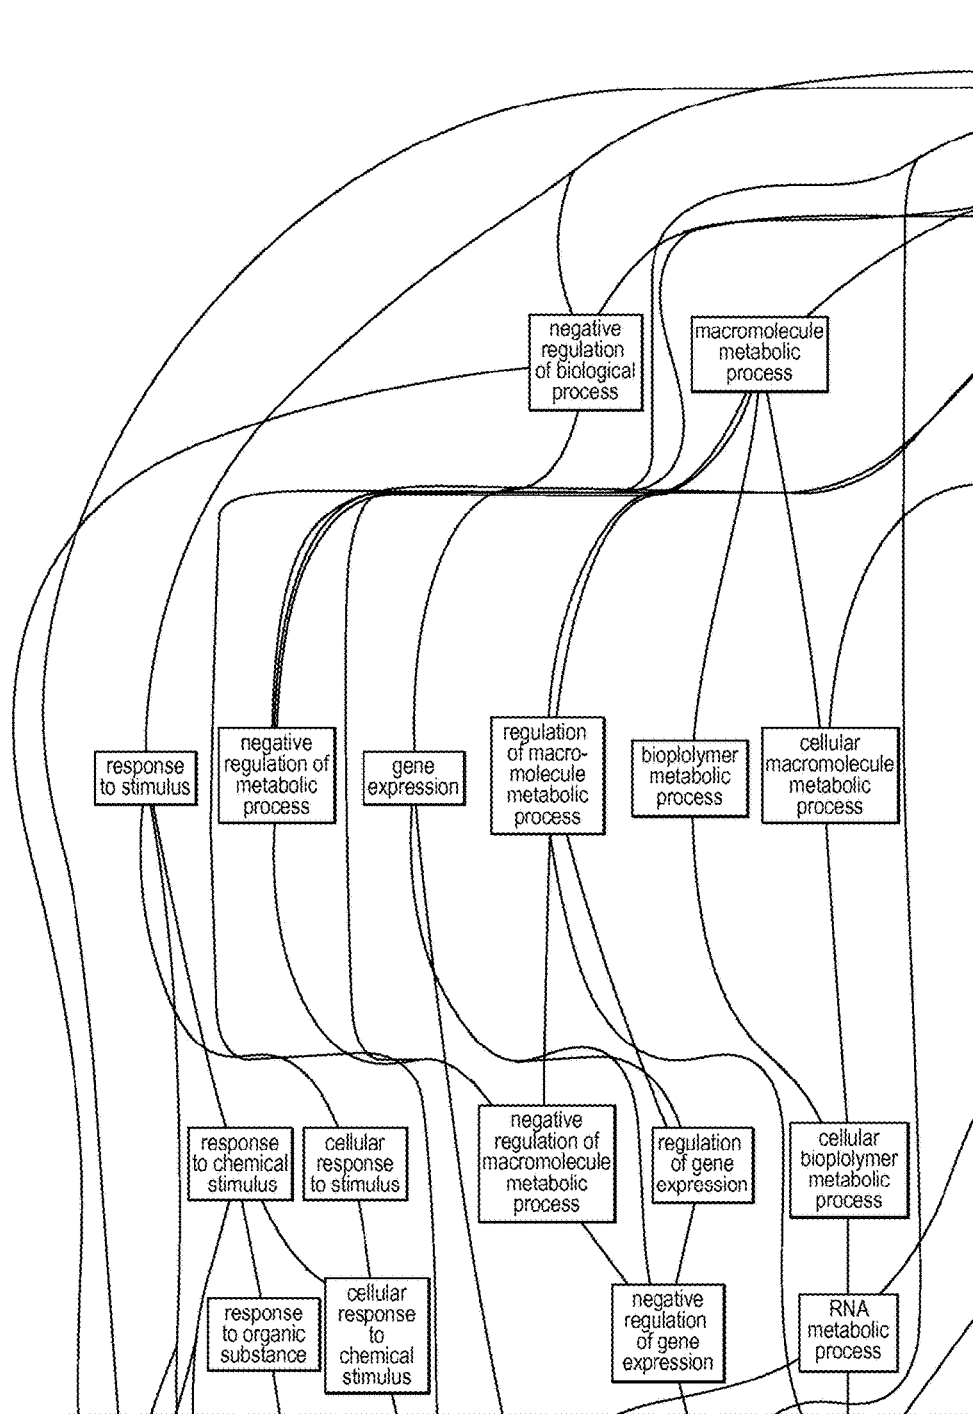 negative
regulation
of biological
process
macromolecule
metabolic
process
response
to stimulus
negative
regulation of
metabolic
process
gene
expression
regulation
of macro-
molecule
metabolic
process
bioplolymer
metabolic
process
cellular
macromolecule
metabolic
process
response
to chemical
stimulus
cellular
response
to stimulus
negative
regulation of
macromolecule
metabolic
process
regulation
of gene
expression
cellular
bioplolymer
metabolic
process
response
to organic
substance
cellular
response
to
chemical
stimulus
negative
regulation
of gene
expression
RNA
metabolic
process